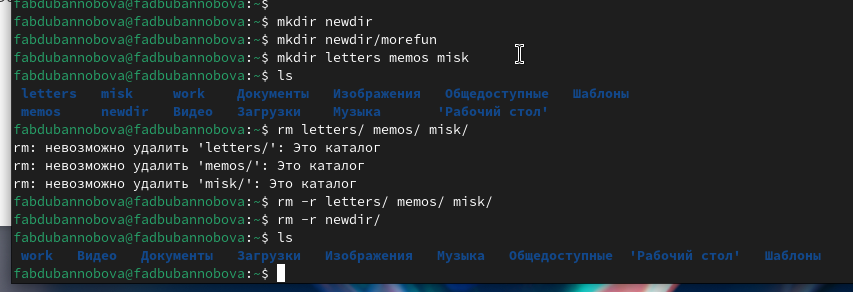 fabdubannobova@fadbubannobova:~$
fabdubannobova@fadbubannobova:~$ mkdir newdir
fabdubannobova@fadbubannobova:~$ mkdir newdir/morefun
fabdubannobova@fadbubannobova:~$ mkdir letters memos misk
fabdubannobova@fadbubannobova:~$ ls
letters misk work Документы Изображения Общедоступные Шаблоны
memos newdir Видео Загрузки Музыка 'Рабочий стол'
fabdubannobova@fadbubannobova:~$ rm letters/ memos/ misk/
rm: невозможно удалить 'letters/': Это каталог
rm: невозможно удалить 'memos/': Это каталог
rm: невозможно удалить 'misk/': Это каталог
fabdubannobova@fadbubannobova:~$ rm -r letters/ memos/ misk/
fabdubannobova@fadbubannobova:~$ rm -r newdir/
fabdubannobova@fadbubannobova:~$ ls
work Видео Документы Загрузки Изображения Музыка Общедоступные 'Рабочий стол' Шаблоны
fabdubannobova@fadbubannobova:~$